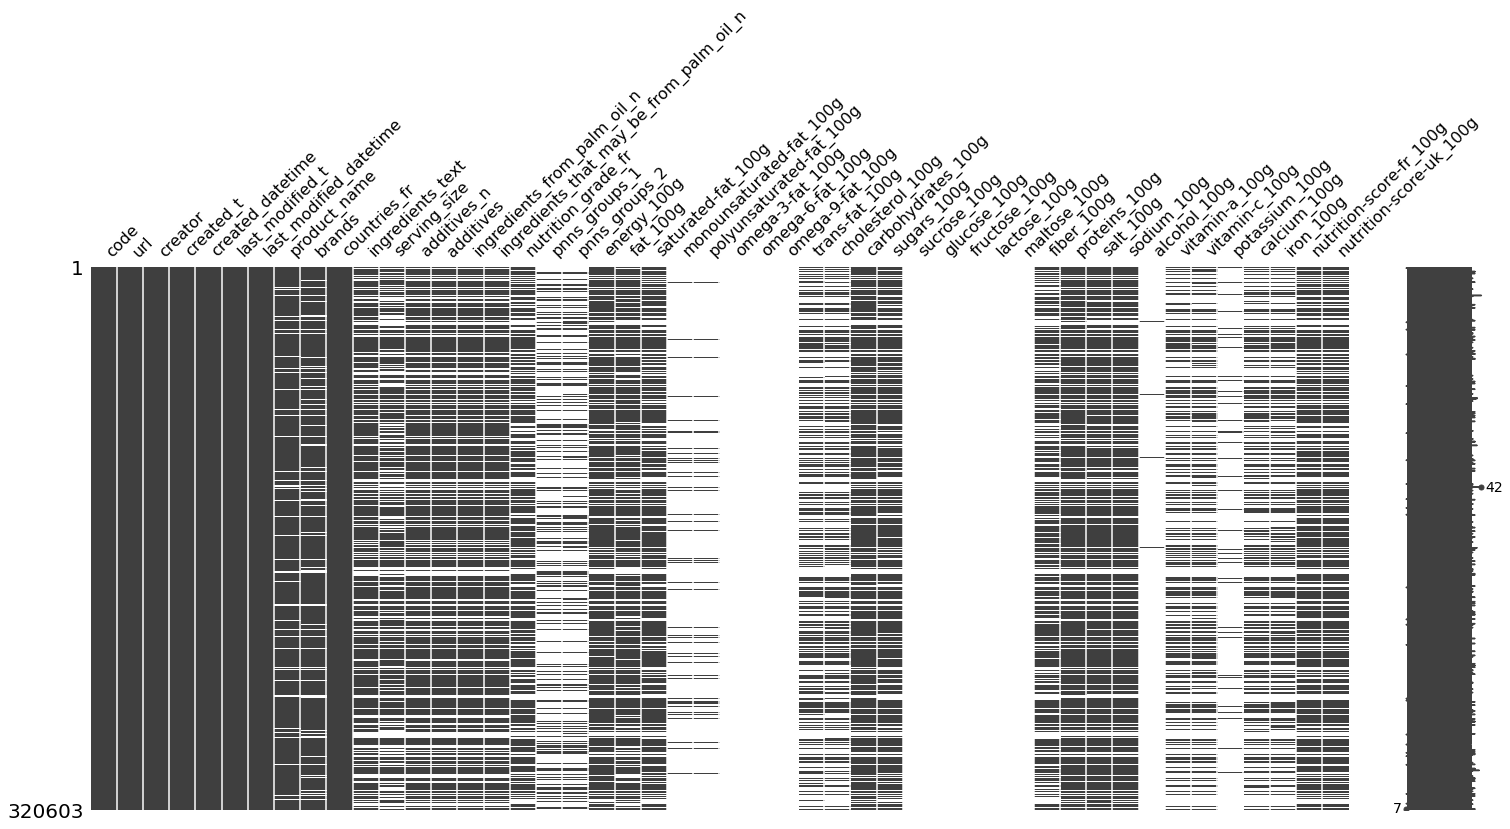 code
url
creator
created_t
created_datetime
last_modified_t
last_modified_datetime
product_name
brands
countries_fr
ingredients_text
serving_size
additives_n
additives
ingredients_from_palm_oil_n
ingredients_that_may_be_from_palm_oil_n
nutrition_grade_fr
pnns_groups_1
pnns_groups_2
energy_100g
fat_100g
saturated-fat_100g
monounsaturated-fat_100g
polyunsaturated-fat_100g
omega-3-fat_100g
omega-6-fat_100g
omega-9-fat_100g
trans-fat_100g
cholesterol_100g
carbohydrates_100g
sugars_100g
sucrose_100g
glucose_100g
fructose_100g
lactose_100g
maltose_100g
fiber_100g
proteins_100g
salt_100g
sodium_100g
alcohol_100g
vitamin-a_100g
vitamin-c_100g
potassium_100g
calcium_100g
iron_100g
nutrition-score-fr_100g
nutrition-score-uk_100g
1
42
320603
7